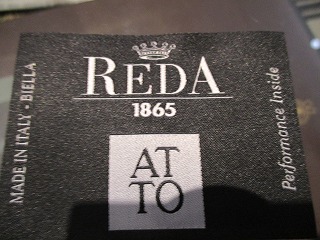 REDA
1865
MADE IN ITALY - BIELLA
Performance Inside
AT
TO